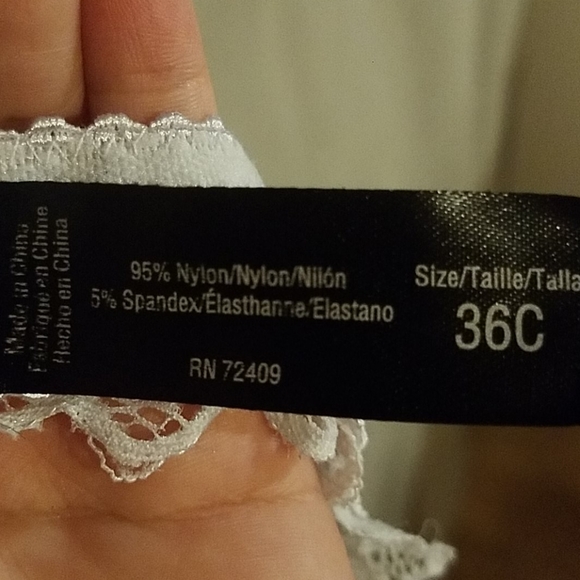 Made in China
Fabriqué en Chine
Hecho en China
95% Nylon/Nylon/Nilón
5% Spandex/Élasthanne/Elastano
RN 72409
Size/Taille/Talla
36C